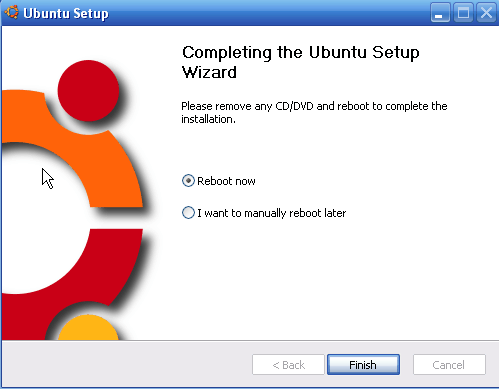 Ubuntu Setup
Completing the Ubuntu Setup
Wizard
Please remove any CD/DVD and reboot to complete the
installation.
Reboot now
I want to manually reboot later
< Back
Finish
Cancel